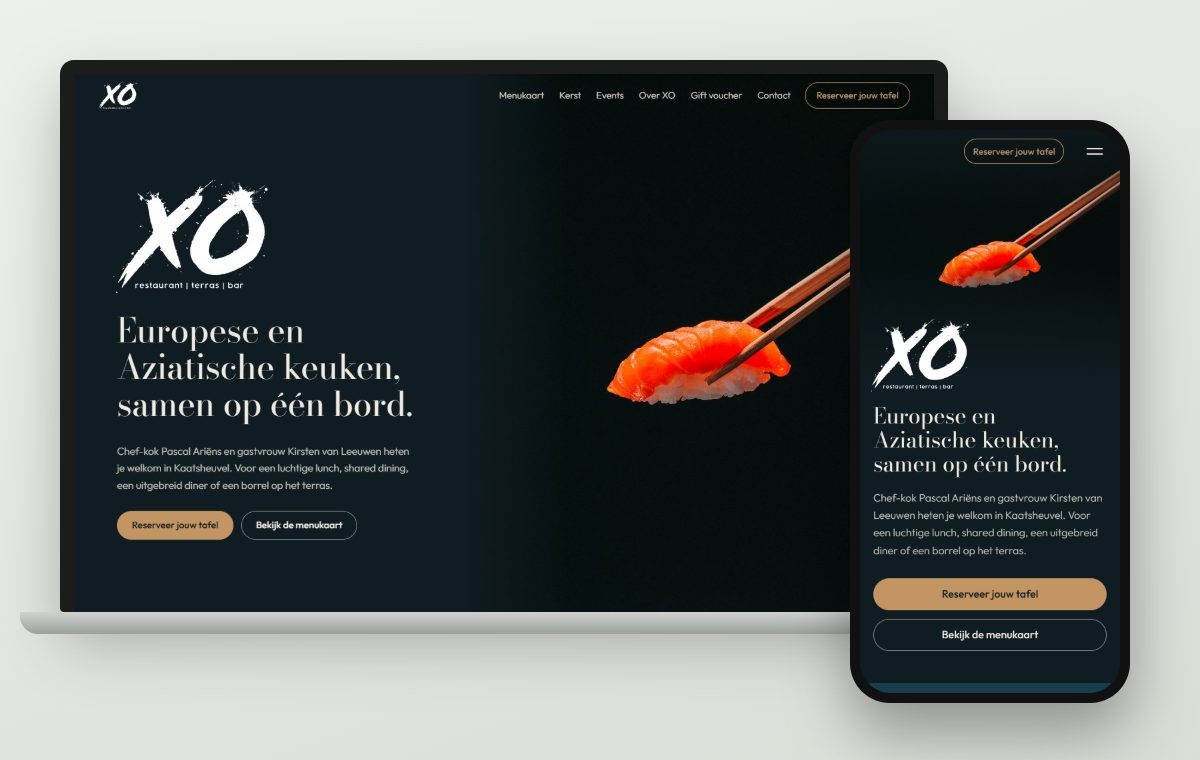 XO
Menukaart Kerst Events Over XO Gift voucher Contact Reserveer jouw tafel
XO
restaurant | terras | bar
Europese en
Aziatische keuken,
samen op één bord.
Chef-kok Pascal Ariëns en gastvrouw Kirsten van Leeuwen heten
je welkom in Kaatsheuvel. Voor een luchtige lunch, shared dining,
een uitgebreid diner of een borrel op het terras.
Reserveer jouw tafel Bekijk de menukaart
Reserveer jouw tafel
XO
restaurant | terras | bar
Europese en
Aziatische keuken,
samen op één bord.
Chef-kok Pascal Ariëns en gastvrouw Kirsten van
Leeuwen heten je welkom in Kaatsheuvel. Voor
een luchtige lunch, shared dining, een uitgebreid
diner of een borrel op het terras.
Reserveer jouw tafel
Bekijk de menukaart